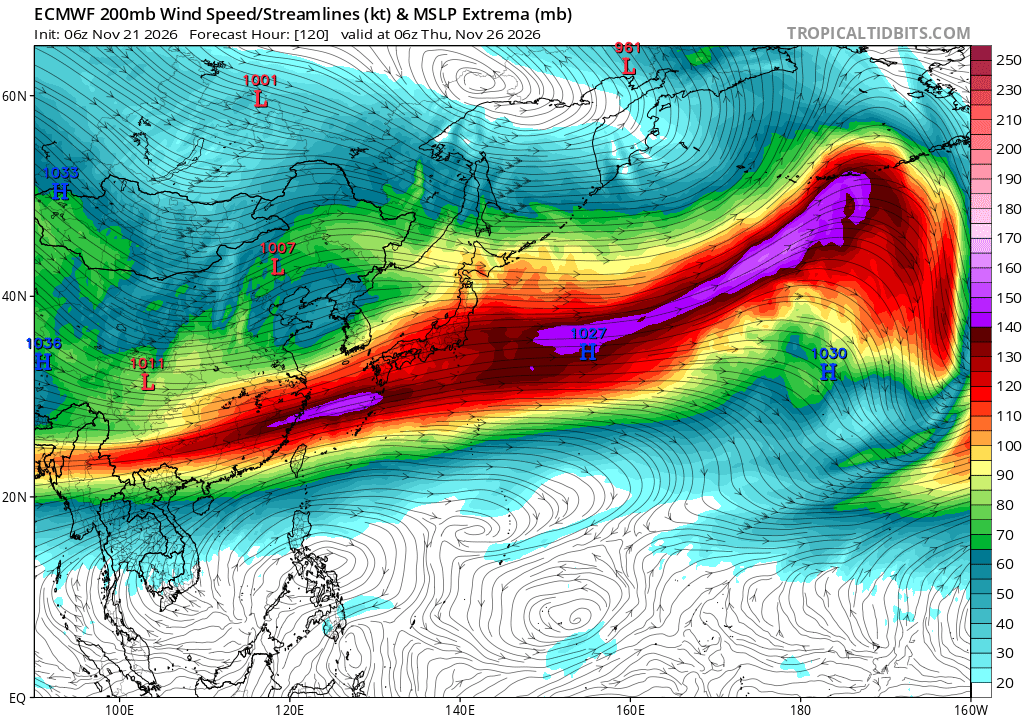 ECMWF 200mb Wind Speed/Streamlines (kt) & MSLP Extrema (mb)
Init: 06z Nov 21 2026 Forecast Hour: [120] valid at 06z Thu, Nov 26 2026
TROPICALTIDBITS.COM
981
L
1001
L
60N
1033
H
1007
L
40N
1027
H
1036
H
1011
L
1030
H
20N
EQ
100E
120E
140E
160E
180
160W
250
230
210
200
190
180
170
160
150
140
130
120
110
100
90
80
70
60
50
40
30
20